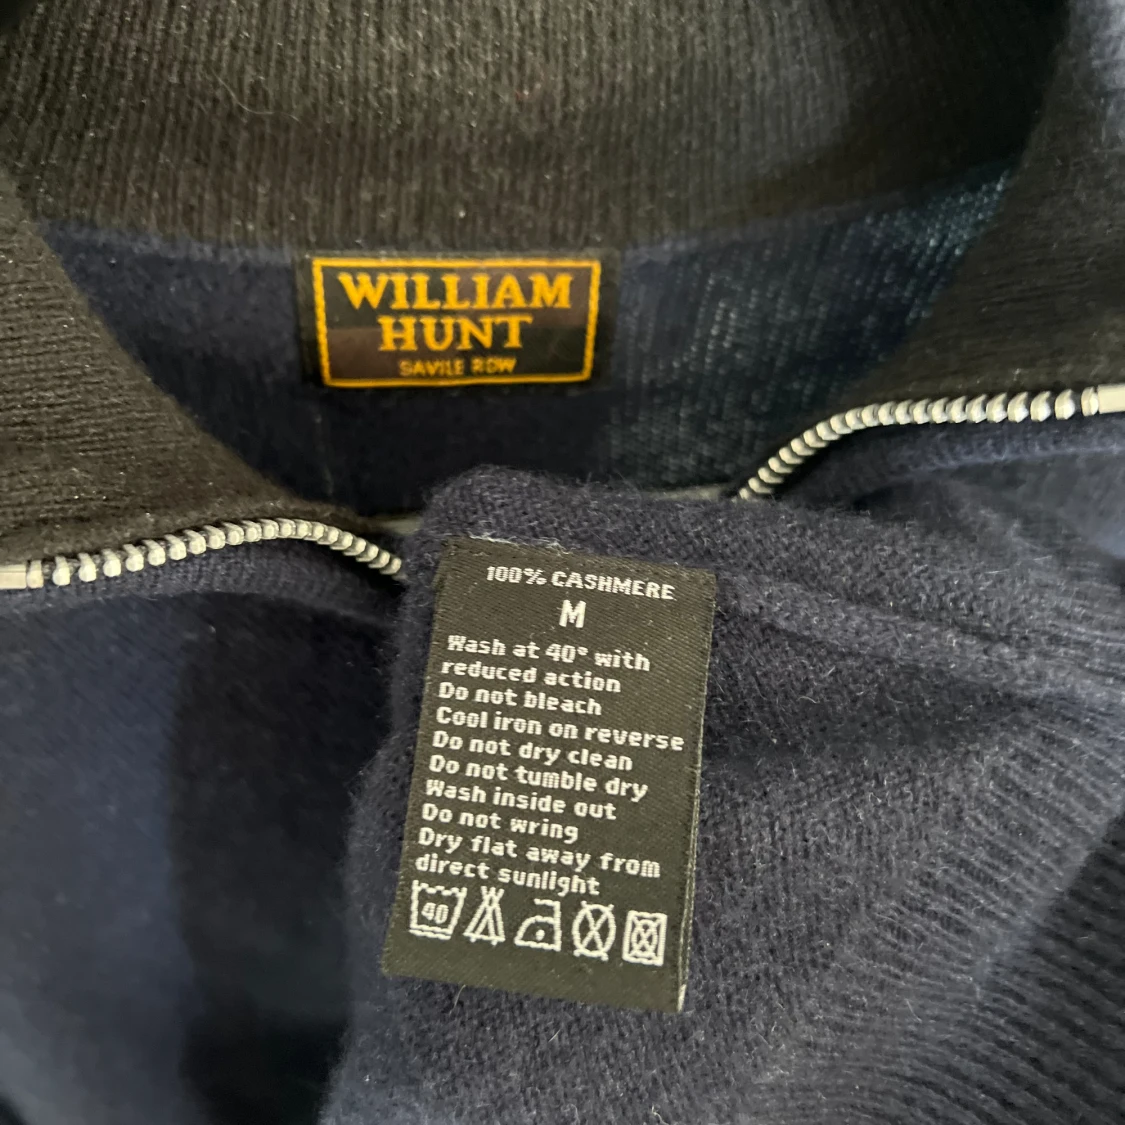 WILLIAM
HUNT
SAVILE ROW
100% CASHMERE
M
Wash at 40° with
reduced action
Do not bleach
Cool iron on reverse
Do not dry clean
Do not tumble dry
Wash inside out
Do not wring
Dry flat away from
direct sunlight
40